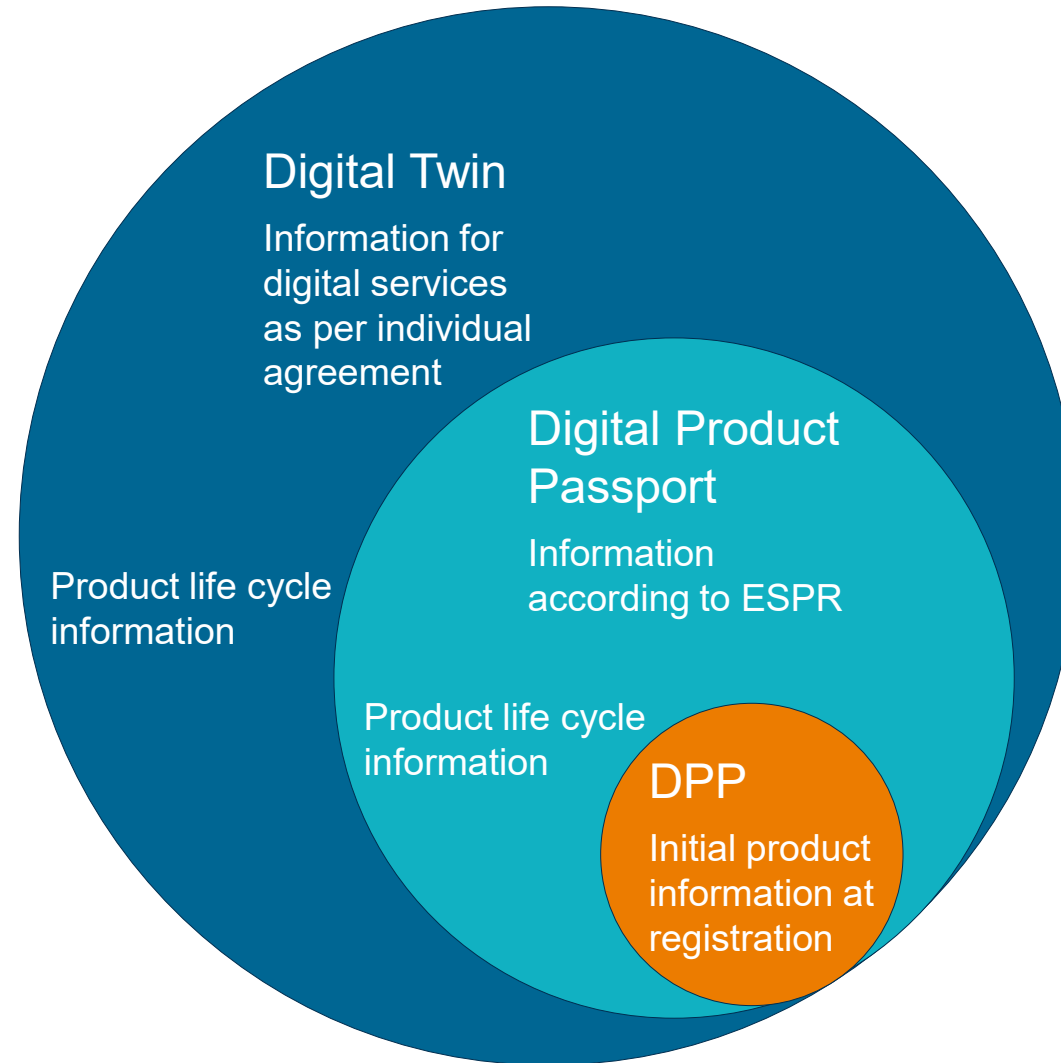 Digital Twin
Information for
digital services
as per individual
agreement
Digital Product
Passport
Information
according to ESPR
Product life cycle
information
Product life cycle
information
DPP
Initial product
information at
registration